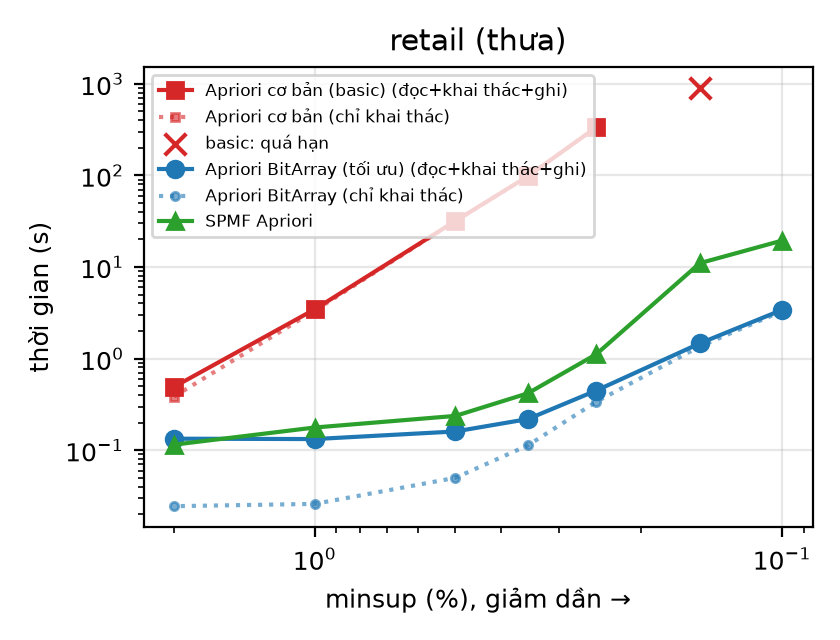 retail (thưa)
Apriori cơ bản (basic) (đọc+khai thác+ghi)
Apriori cơ bản (chỉ khai thác)
basic: quá hạn
Apriori BitArray (tối ưu) (đọc+khai thác+ghi)
Apriori BitArray (chỉ khai thác)
SPMF Apriori
thời gian (s)
10³
10²
10¹
10⁰
10⁻¹
10⁰ 10⁻¹
minsup (%), giảm dần →